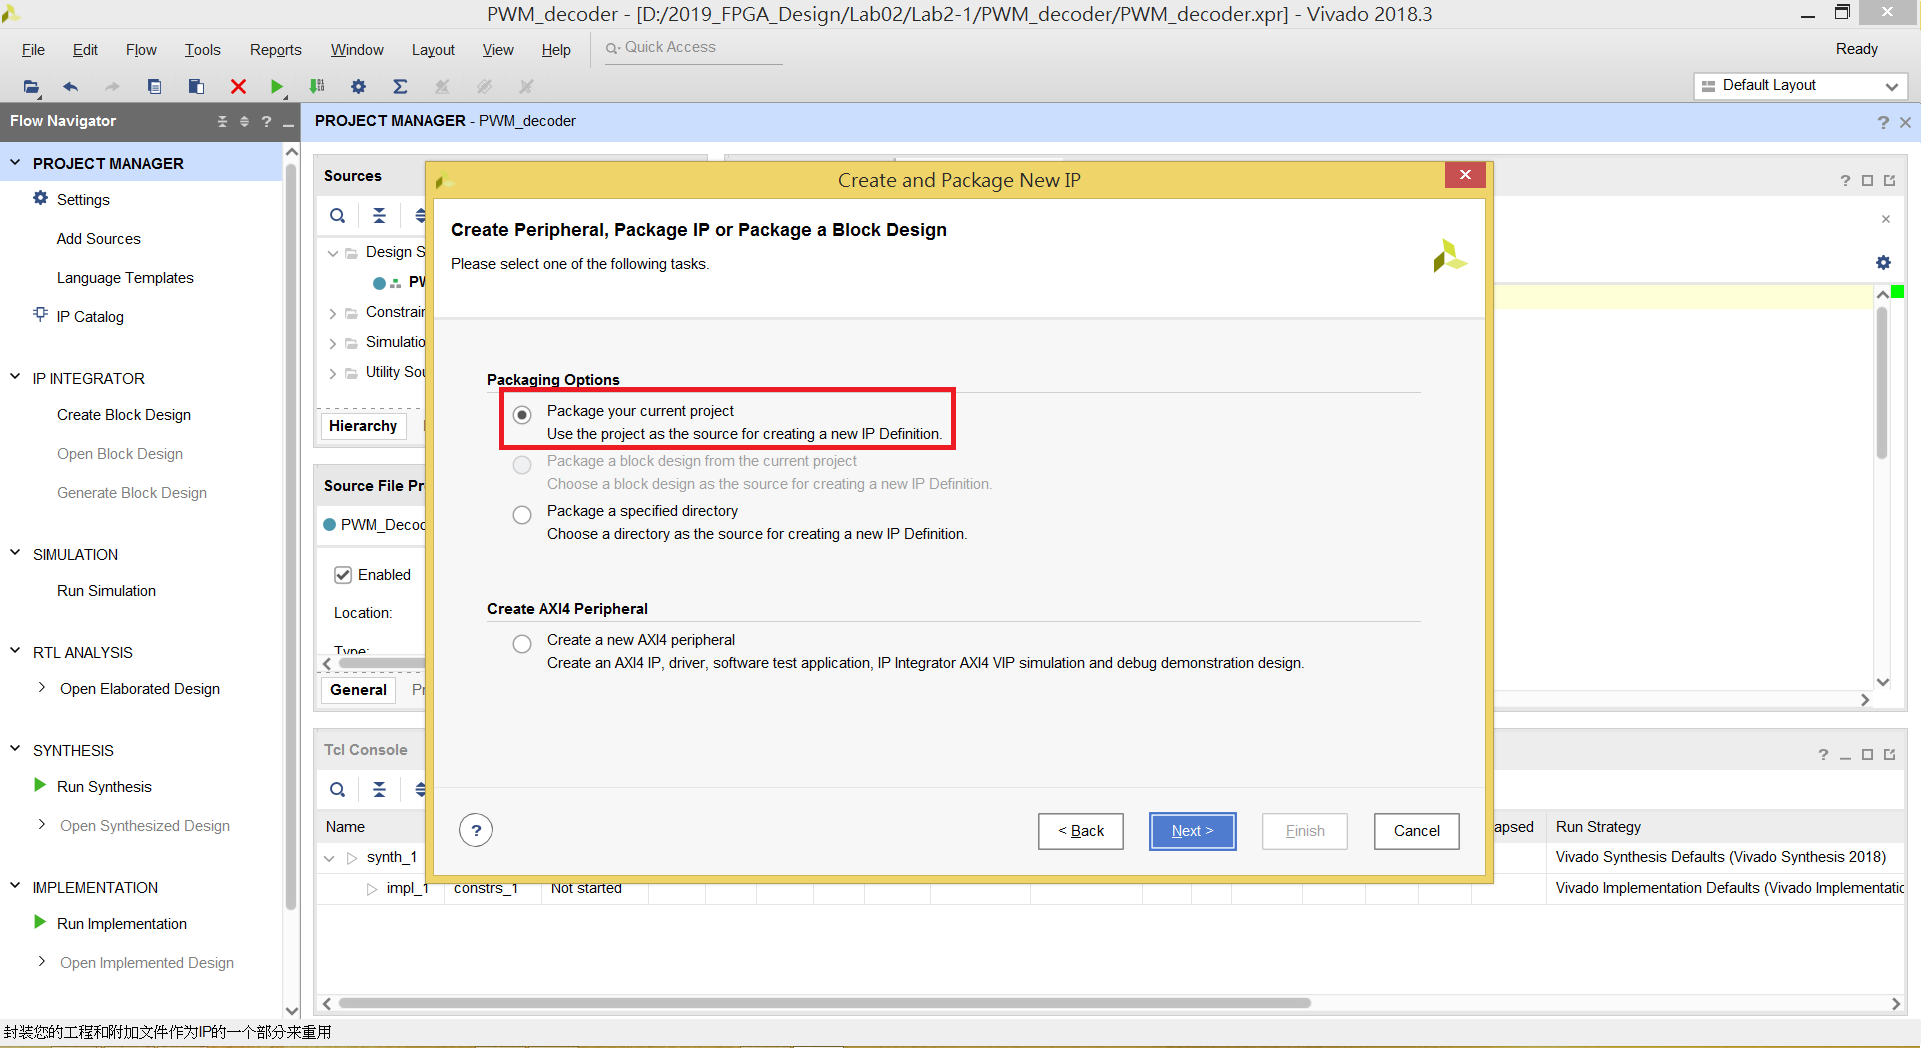 PWM_decoder - [D:/2019_FPGA_Design/Lab02/Lab2-1/PWM_decoder/PWM_decoder.xpr] - Vivado 2018.3
File Edit Flow Tools Reports Window Layout View Help Quick Access Ready
Default Layout
Flow Navigator
PROJECT MANAGER - PWM_decoder
PROJECT MANAGER
Settings
Add Sources
Language Templates
IP Catalog
IP INTEGRATOR
Create Block Design
Open Block Design
Generate Block Design
SIMULATION
Run Simulation
RTL ANALYSIS
Open Elaborated Design
SYNTHESIS
Run Synthesis
Open Synthesized Design
IMPLEMENTATION
Run Implementation
Open Implemented Design
Sources
Design S
PW
Constrain
Simulatio
Utility Sou
Hierarchy
Source File Pr
PWM_Decod
Enabled
Location:
Type:
General Pr
Create and Package New IP
Create Peripheral, Package IP or Package a Block Design
Please select one of the following tasks.
Packaging Options
Package your current project
Use the project as the source for creating a new IP Definition.
Package a block design from the current project
Choose a block design as the source for creating a new IP Definition.
Package a specified directory
Choose a directory as the source for creating a new IP Definition.
Create AXI4 Peripheral
Create a new AXI4 peripheral
Create an AXI4 IP, driver, software test application, IP Integrator AXI4 VIP simulation and debug demonstration design.
? < Back Next > Finish Cancel
Tcl Console
Name apsed Run Strategy
synth_1 Vivado Synthesis Defaults (Vivado Synthesis 2018)
impl_1 constrs_1 Not started Vivado Implementation Defaults (Vivado Implementatio
封装您的工程和附加文件作为IP的一个部分来重用